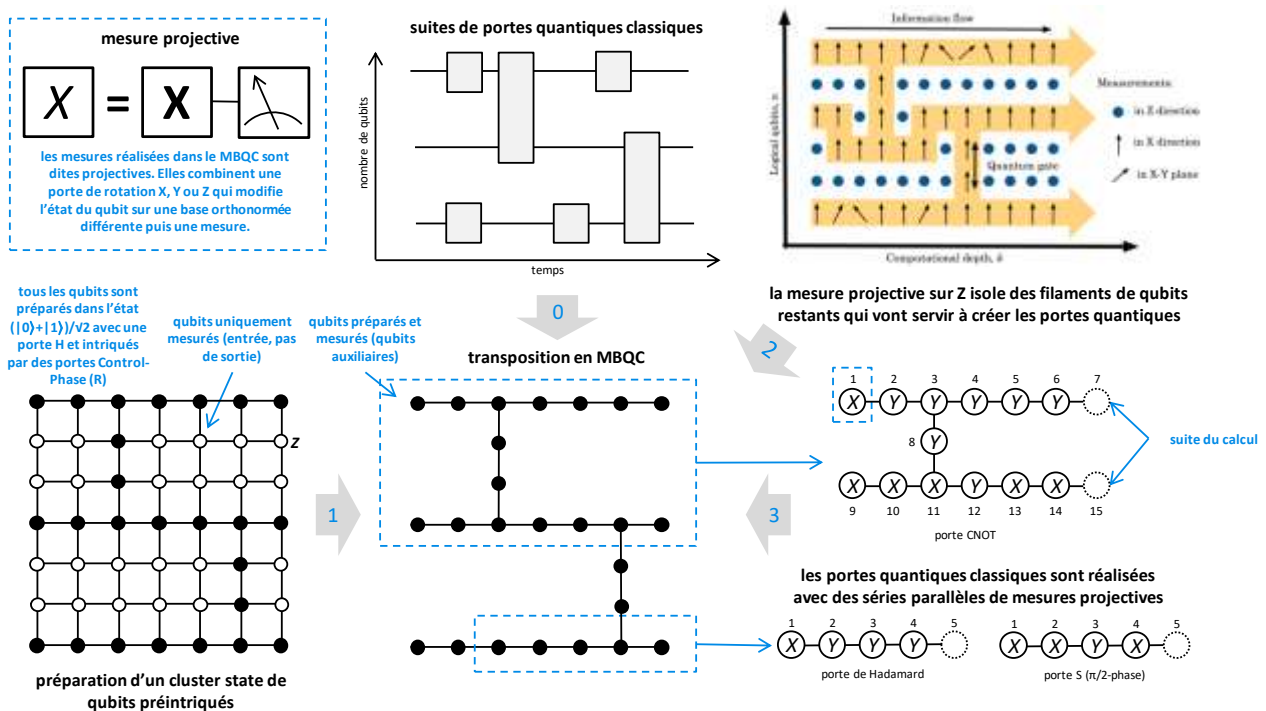 mesure projective
X = X
les mesures réalisées dans le MBQC sont
dites projectives. Elles combinent une
porte de rotation X, Y ou Z qui modifie
l'état du qubit sur une base orthonormée
différente puis une mesure.
suites de portes quantiques classiques
nombre de qubits
temps
Information flow
Logical qubits, n
Quantum gate
Computational depth, k
Measurements:
in Z direction
in X direction
in X-Y plane
la mesure projective sur Z isole des filaments de qubits
restants qui vont servir à créer les portes quantiques
0
2
tous les qubits sont
préparés dans l'état
(|0⟩+|1⟩)/√2 avec une
porte H et intriqués
par des portes Control-
Phase (R)
qubits uniquement
mesurés (entrée, pas
de sortie)
qubits préparés et
mesurés (qubits
auxiliaires)
transposition en MBQC
Z
1
3
1 2 3 4 5 6 7
X Y Y Y Y Y
8 Y
X X X Y X X
9 10 11 12 13 14 15
porte CNOT
suite du calcul
les portes quantiques classiques sont réalisées
avec des séries parallèles de mesures projectives
1 2 3 4 5
X Y Y Y
porte de Hadamard
1 2 3 4 5
X X Y X
porte S (π/2-phase)
préparation d'un cluster state de
qubits préintriqués